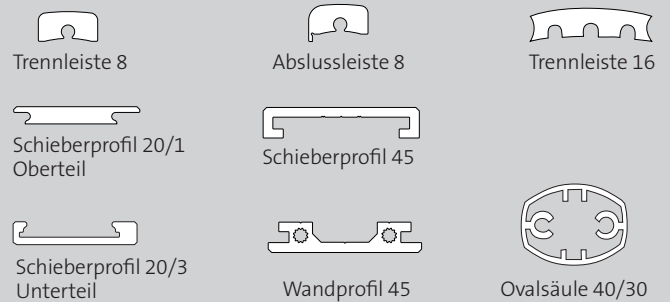 Trennleiste 8
Abslussleiste 8
Trennleiste 16
Schieberprofil 20/1
Oberteil
Schieberprofil 45
Schieberprofil 20/3
Unterteil
Wandprofil 45
Ovalsäule 40/30